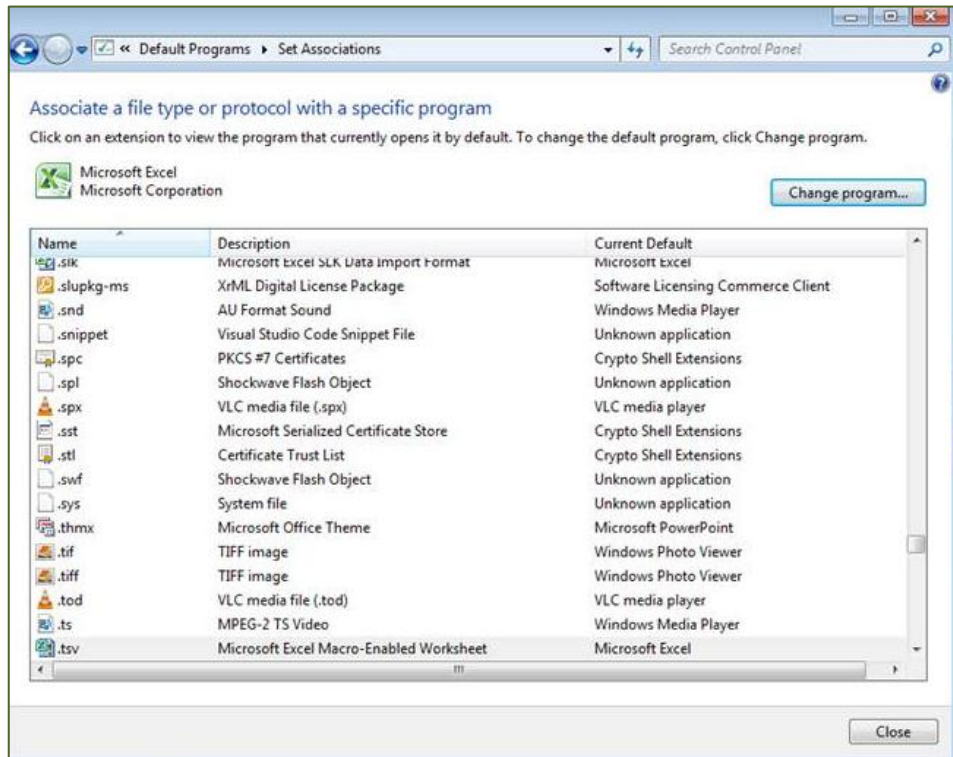 « Default Programs ▸ Set Associations Search Control Panel
Associate a file type or protocol with a specific program
Click on an extension to view the program that currently opens it by default. To change the default program, click Change program.
Microsoft Excel
Microsoft Corporation
Change program...
Name Description Current Default
.slk Microsoft Excel SLK Data Import Format Microsoft Excel
.slupkg-ms XrML Digital License Package Software Licensing Commerce Client
.snd AU Format Sound Windows Media Player
.snippet Visual Studio Code Snippet File Unknown application
.spc PKCS #7 Certificates Crypto Shell Extensions
.spl Shockwave Flash Object Unknown application
.spx VLC media file (.spx) VLC media player
.sst Microsoft Serialized Certificate Store Crypto Shell Extensions
.stl Certificate Trust List Crypto Shell Extensions
.swf Shockwave Flash Object Unknown application
.sys System file Unknown application
.thmx Microsoft Office Theme Microsoft PowerPoint
.tif TIFF image Windows Photo Viewer
.tiff TIFF image Windows Photo Viewer
.tod VLC media file (.tod) VLC media player
.ts MPEG-2 TS Video Windows Media Player
.tsv Microsoft Excel Macro-Enabled Worksheet Microsoft Excel
Close